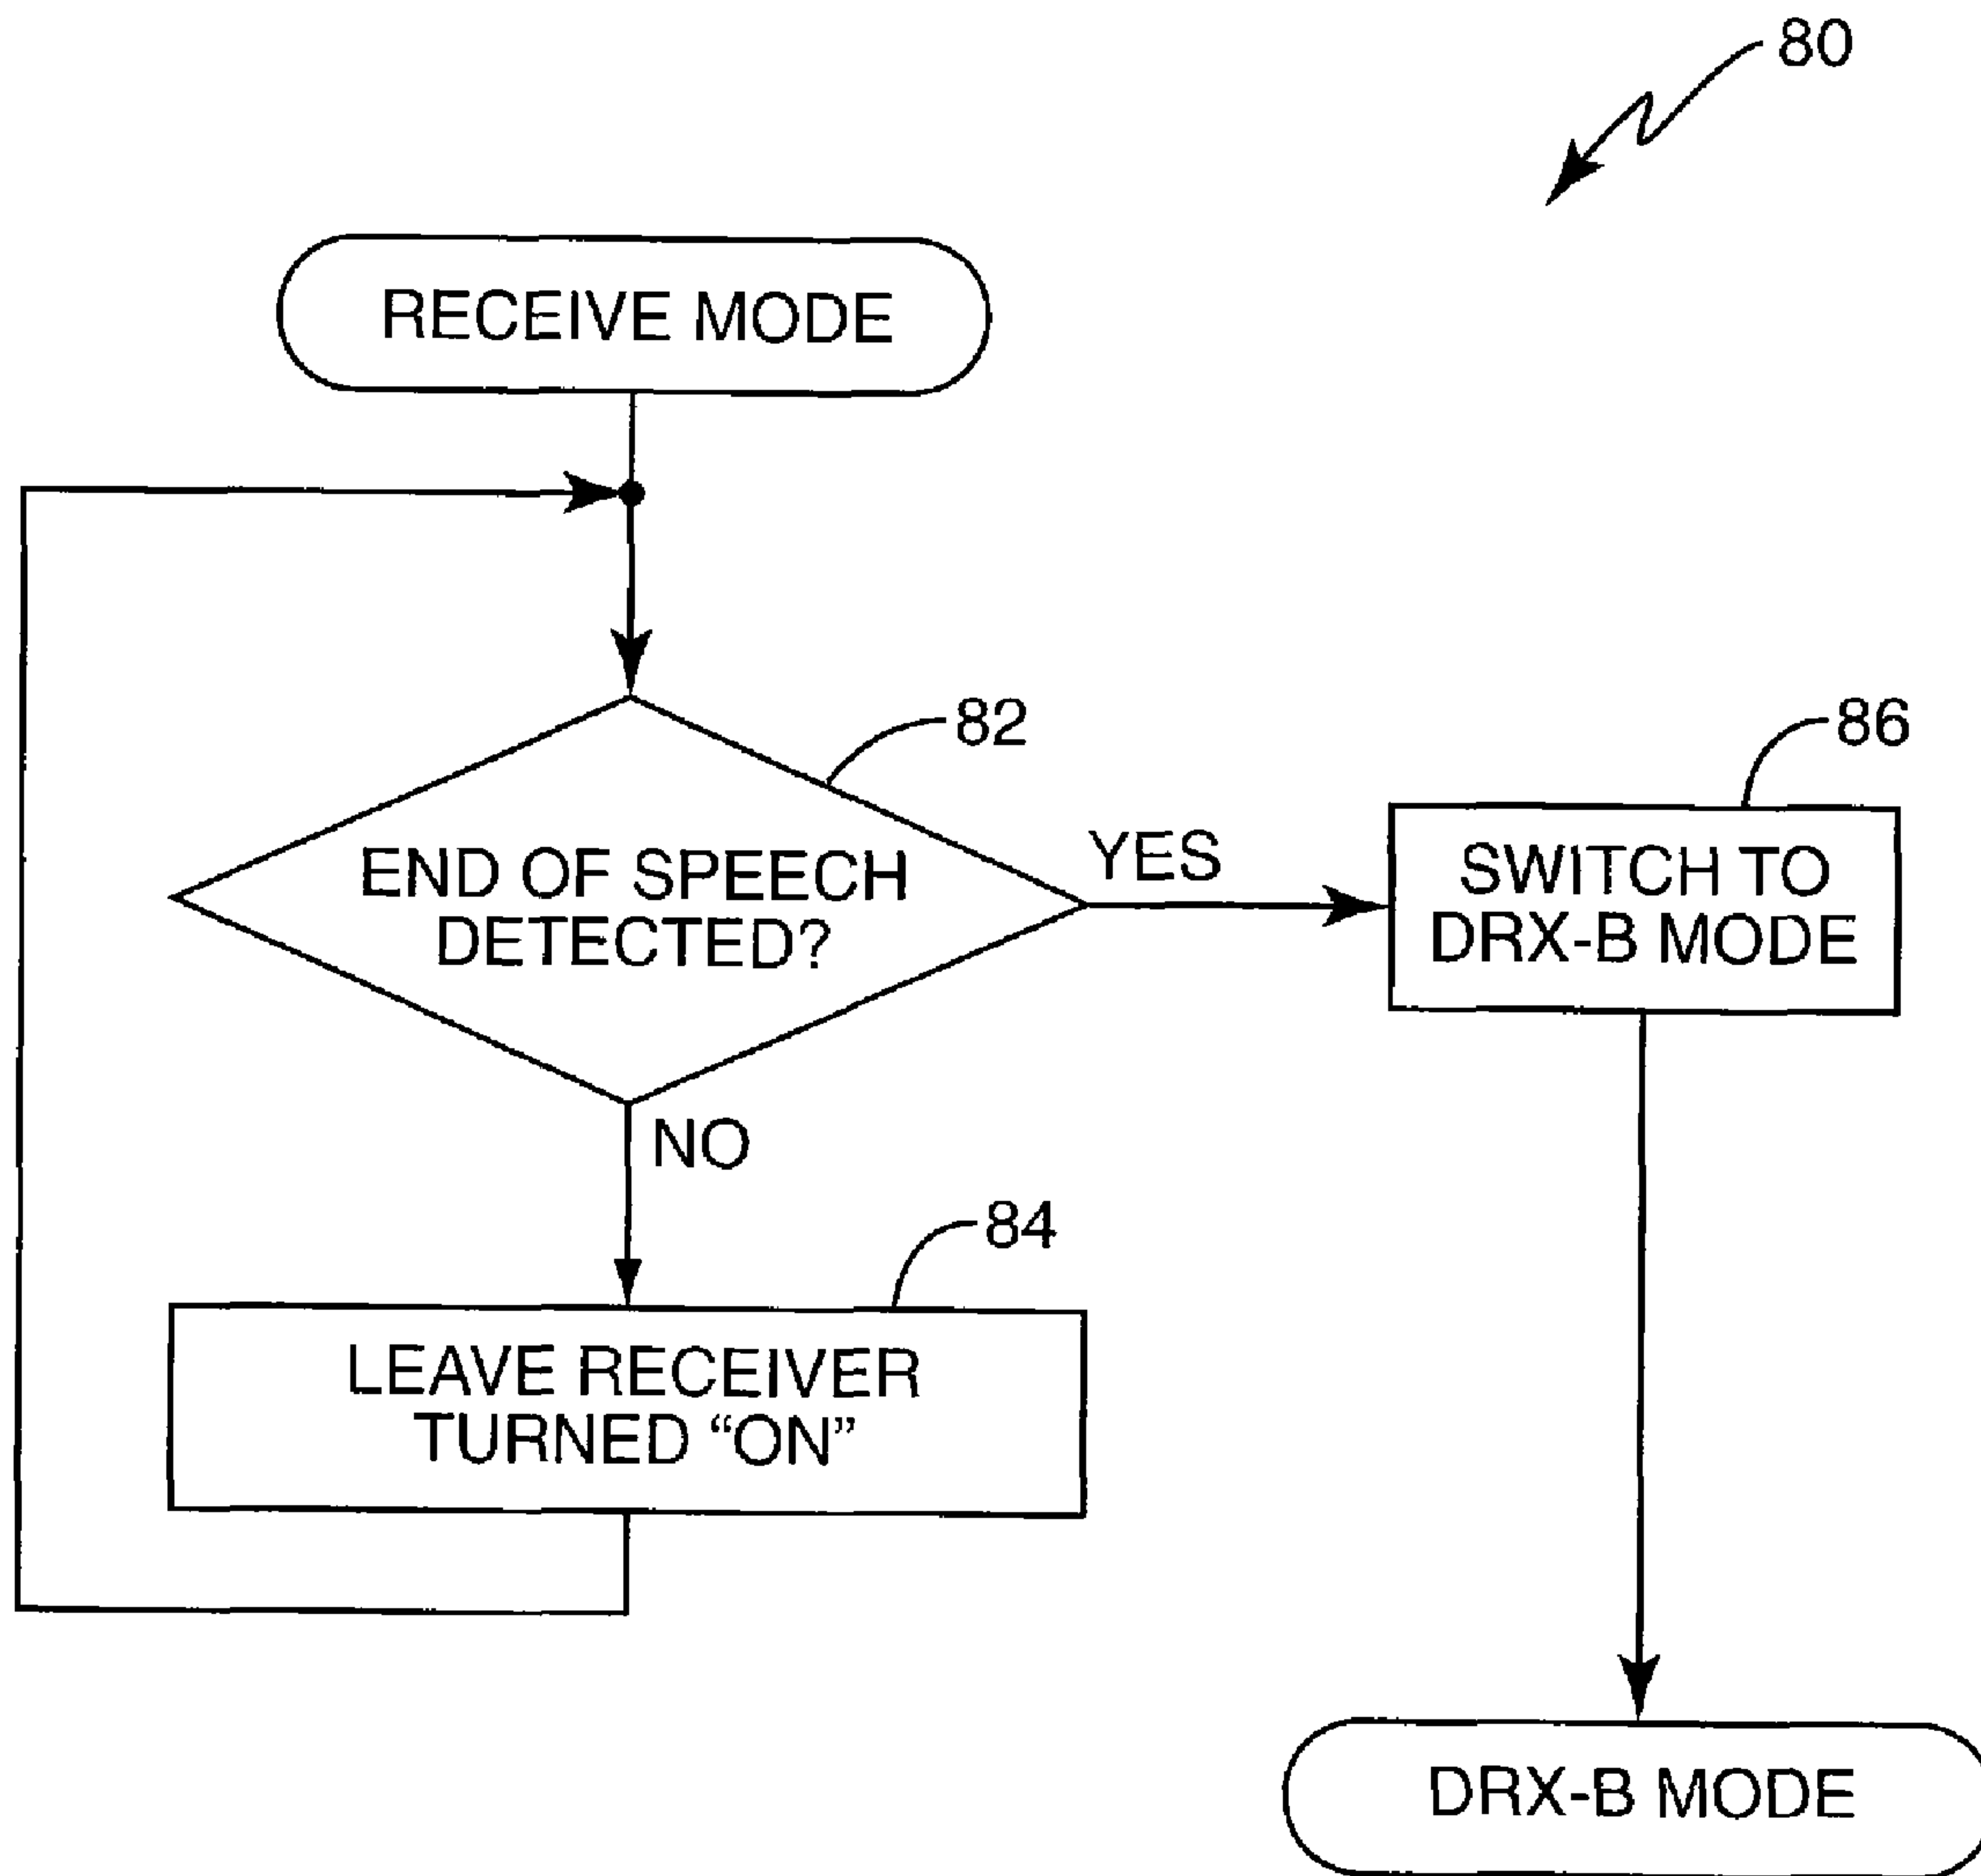 80
RECEIVE MODE
82
END OF SPEECH
DETECTED?
YES
86
SWITCH TO
DRX-B MODE
NO
84
LEAVE RECEIVER
TURNED “ON”
DRX-B MODE